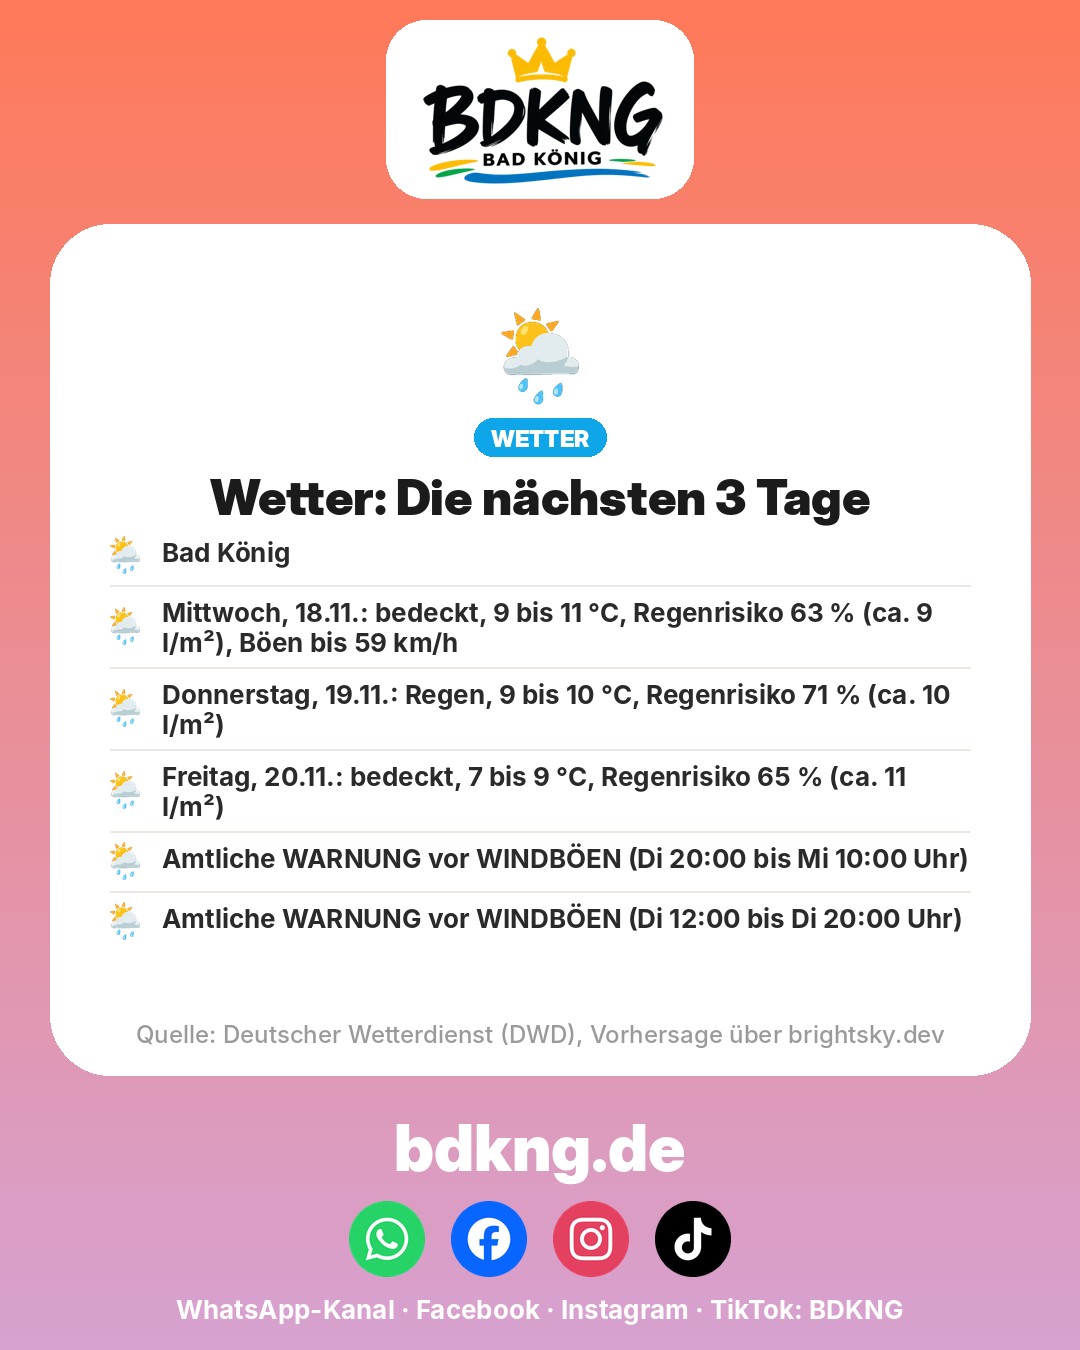 BDKNG
BAD KÖNIG
WETTER
Wetter: Die nächsten 3 Tage
Bad König
Mittwoch, 18.11.: bedeckt, 9 bis 11 °C, Regenrisiko 63 % (ca. 9
l/m²), Böen bis 59 km/h
Donnerstag, 19.11.: Regen, 9 bis 10 °C, Regenrisiko 71 % (ca. 10
l/m²)
Freitag, 20.11.: bedeckt, 7 bis 9 °C, Regenrisiko 65 % (ca. 11
l/m²)
Amtliche WARNUNG vor WINDBÖEN (Di 20:00 bis Mi 10:00 Uhr)
Amtliche WARNUNG vor WINDBÖEN (Di 12:00 bis Di 20:00 Uhr)
Quelle: Deutscher Wetterdienst (DWD), Vorhersage über brightsky.dev
bdkng.de
WhatsApp-Kanal · Facebook · Instagram · TikTok: BDKNG